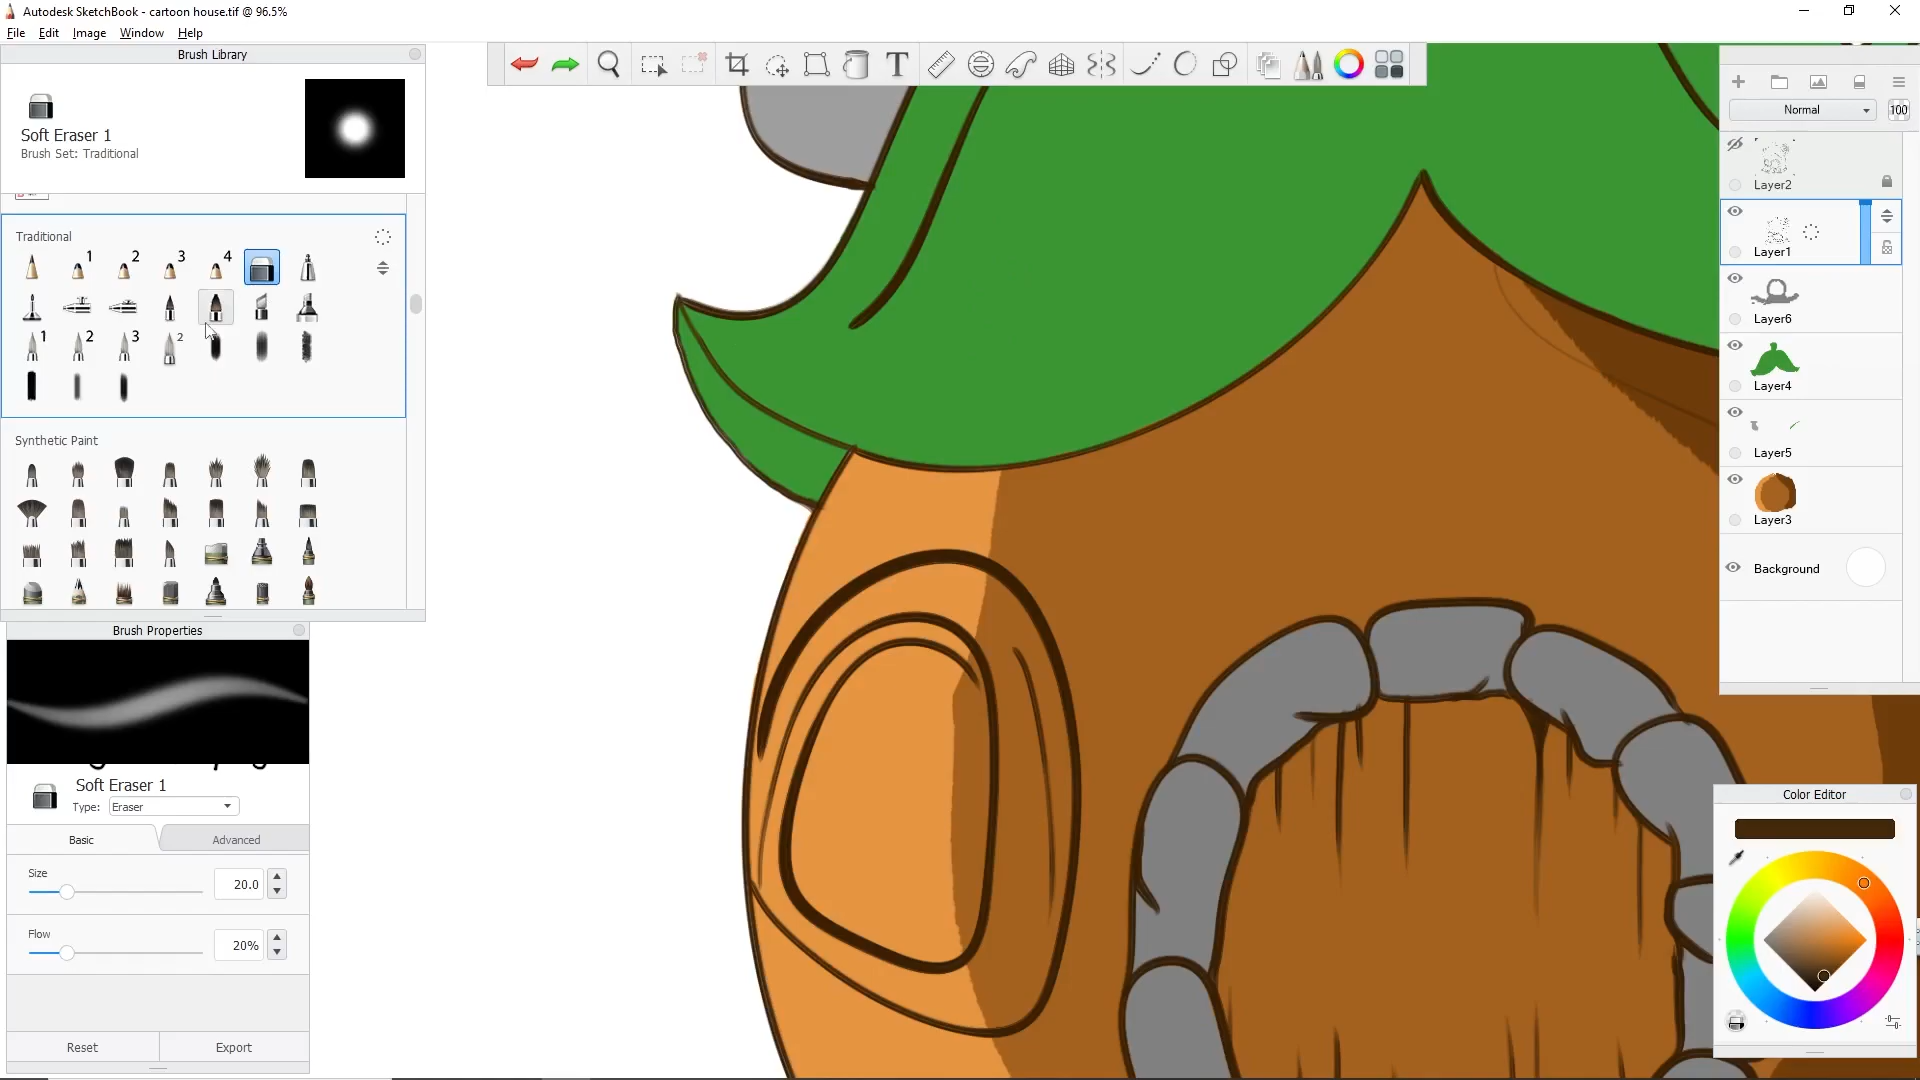 Autodesk SketchBook - cartoon house.tif @ 96.5%
File Edit Image Window Help
Brush Library
Soft Eraser 1
Brush Set: Traditional
Traditional
1 2 3 4
1 2 3 2
Synthetic Paint
Brush Properties
Soft Eraser 1
Type: Eraser
Basic Advanced
Size
20.0
Flow
20%
Reset Export
T
Normal 100
Layer2
Layer1
Layer6
Layer4
Layer5
Layer3
Background
Color Editor